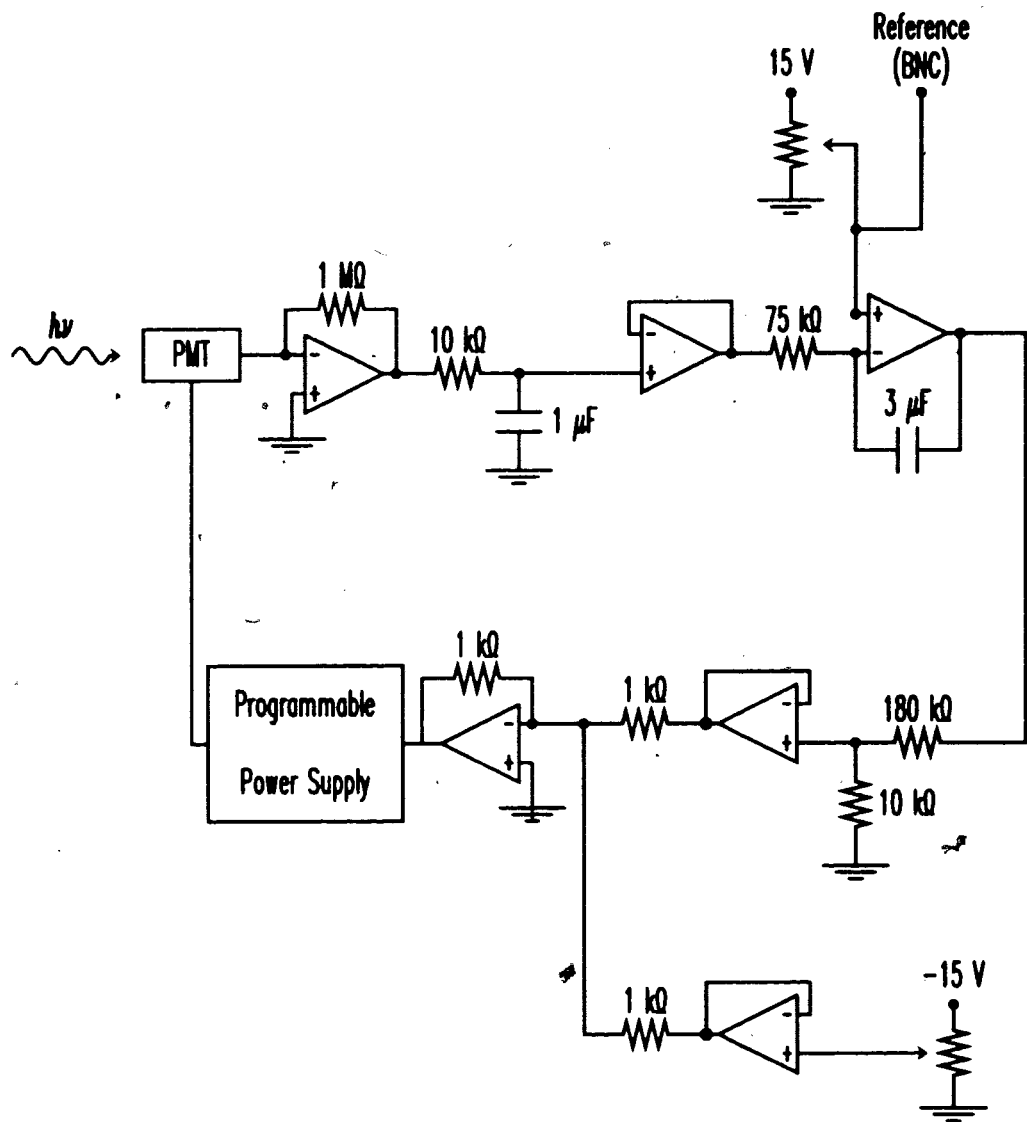 Reference
(BNC)
15 V
1 MΩ
hν
PMT
-
+
10 kΩ
1 μF
-
+
75 kΩ
+
-
3 μF
1 kΩ
Programmable
Power Supply
-
+
1 kΩ
-
+
180 kΩ
10 kΩ
1 kΩ
-
+
-15 V